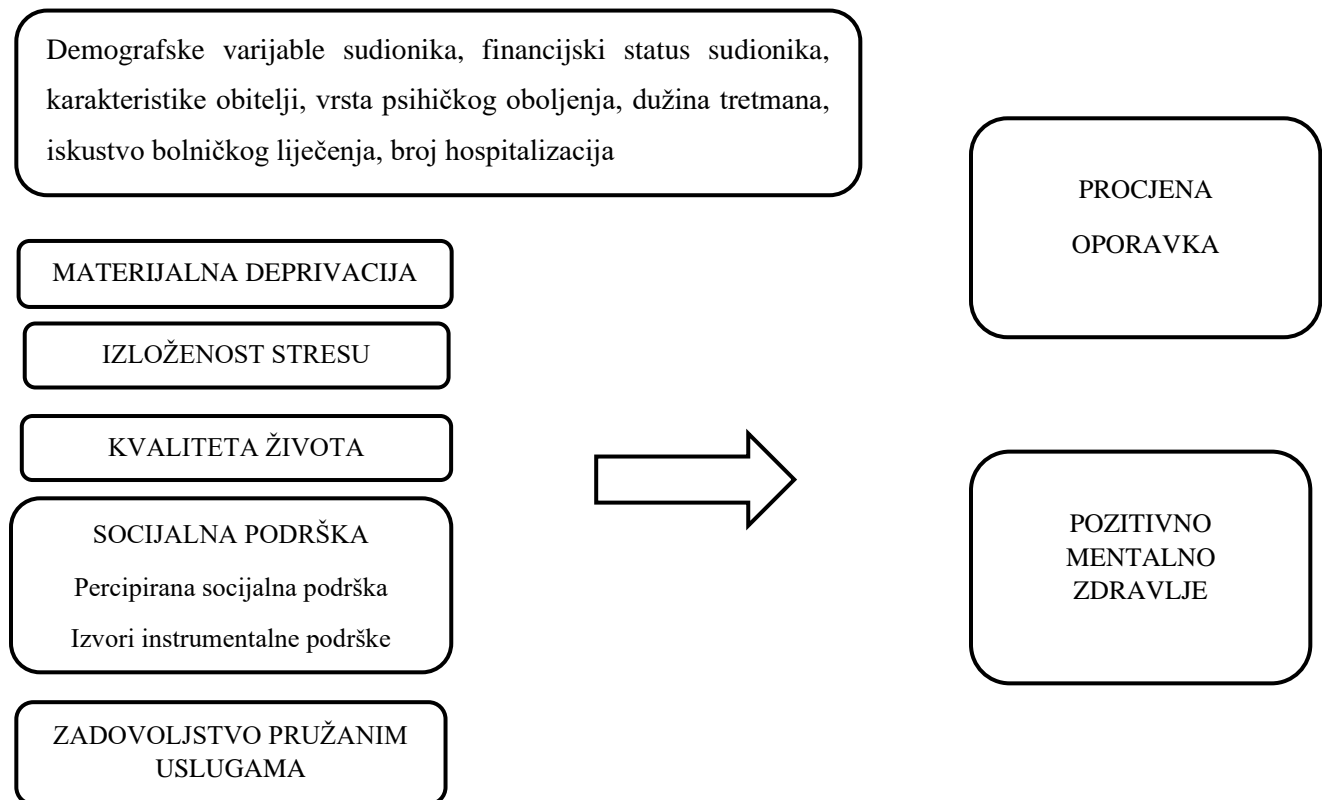 Demografske varijable sudionika, financijski status sudionika,
karakteristike obitelji, vrsta psihičkog oboljenja, dužina tretmana,
iskustvo bolničkog liječenja, broj hospitalizacija
MATERIJALNA DEPRIVACIJA
IZLOŽENOST STRESU
KVALITETA ŽIVOTA
SOCIJALNA PODRŠKA
Percipirana socijalna podrška
Izvori instrumentalne podrške
ZADOVOLJSTVO PRUŽANIM
USLUGAMA
PROCJENA
OPORAVKA
POZITIVNO
MENTALNO
ZDRAVLJE